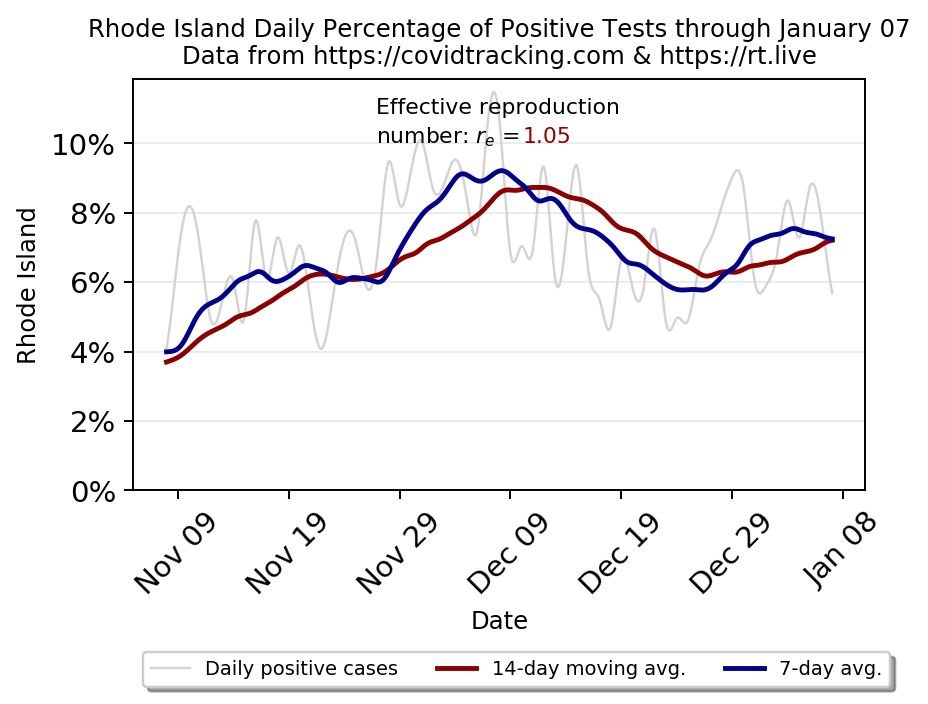 Rhode Island Daily Percentage of Positive Tests through January 07
Data from https://covidtracking.com & https://rt.live
Effective reproduction
number: rₑ =1.05
10%
8%
6%
4%
2%
0%
Rhode Island
Nov 09
Nov 19
Nov 29
Dec 09
Dec 19
Dec 29
Jan 08
Date
Daily positive cases
14-day moving avg.
7-day avg.